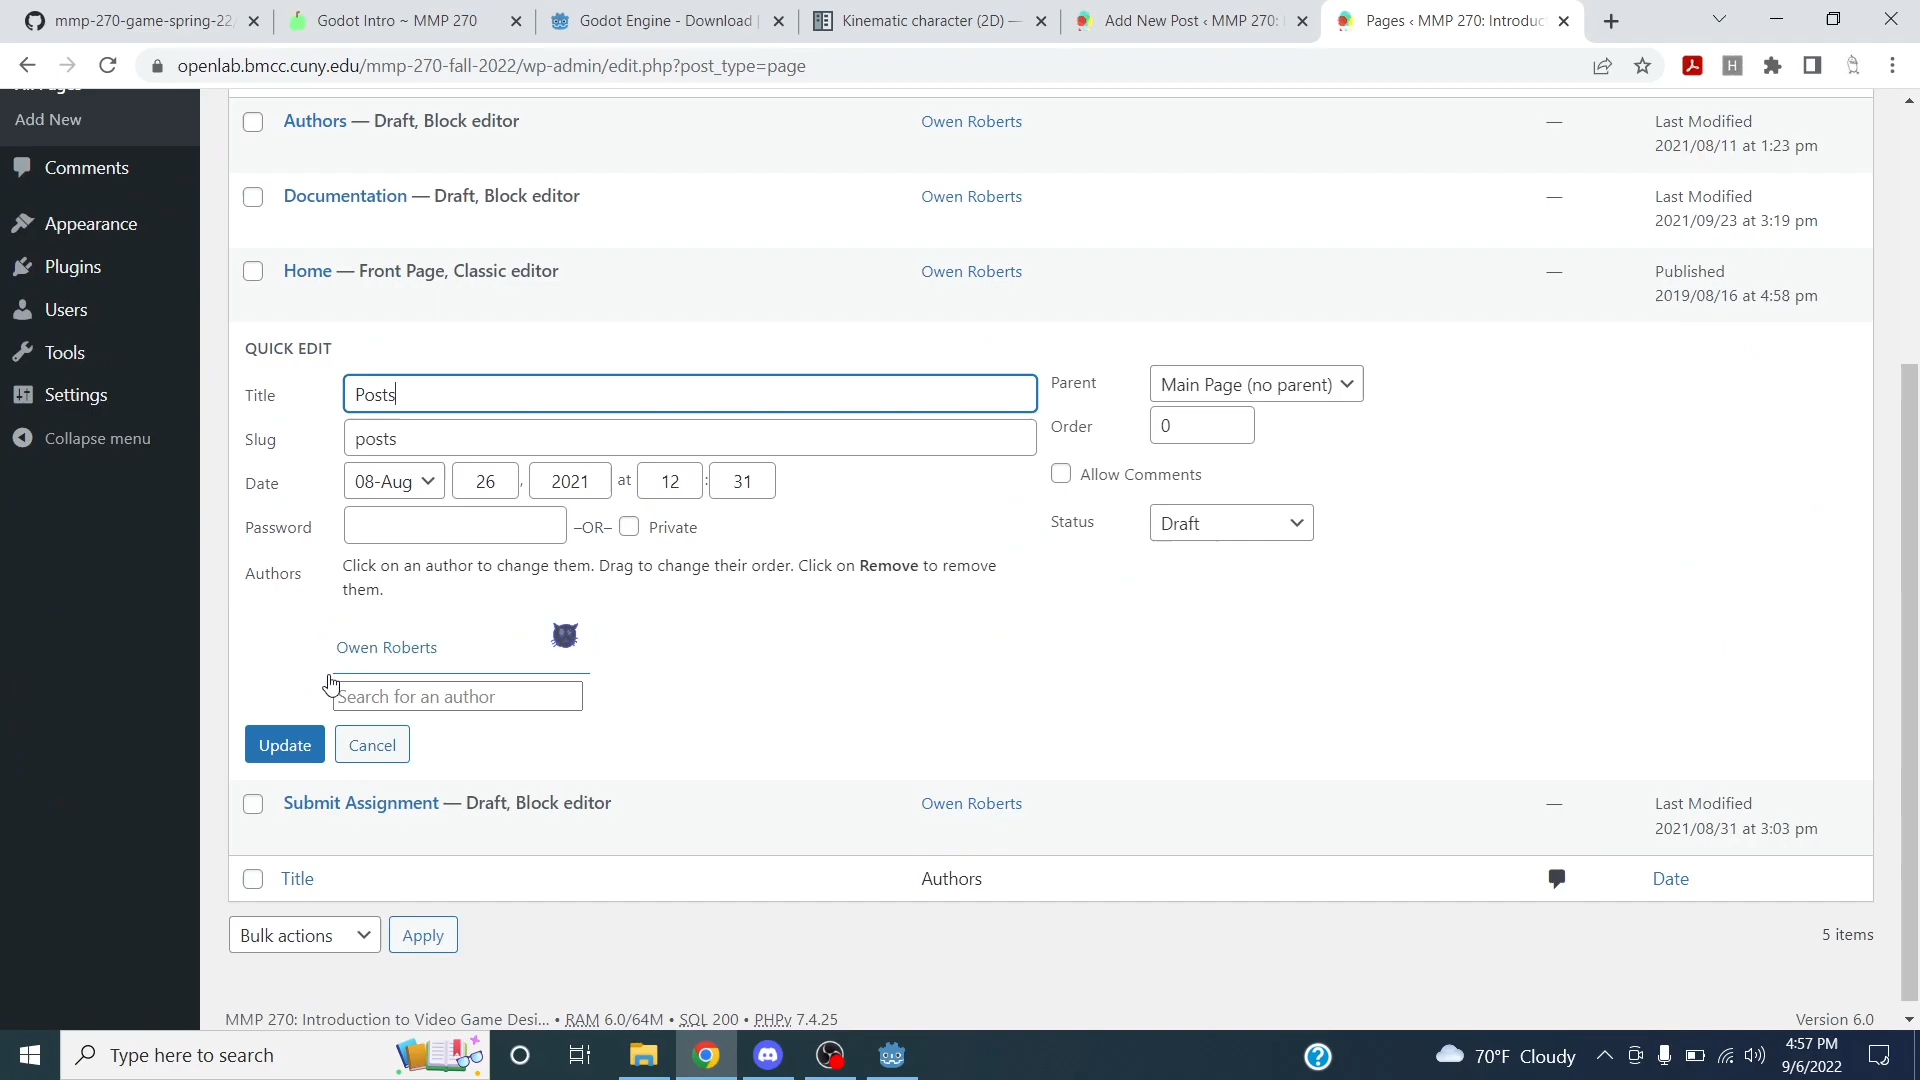 mmp-270-game-spring-22/
Godot Intro ~ MMP 270
Godot Engine - Download |
Kinematic character (2D) —
Add New Post ‹ MMP 270: I
Pages ‹ MMP 270: Introduct
openlab.bmcc.cuny.edu/mmp-270-fall-2022/wp-admin/edit.php?post_type=page
All Pages
Add New
Comments
Appearance
Plugins
Users
Tools
Settings
Collapse menu
Authors — Draft, Block editor
Owen Roberts
—
Last Modified
2021/08/11 at 1:23 pm
Documentation — Draft, Block editor
Owen Roberts
—
Last Modified
2021/09/23 at 3:19 pm
Home — Front Page, Classic editor
Owen Roberts
—
Published
2019/08/16 at 4:58 pm
QUICK EDIT
Title
Posts
Slug
posts
Date
08-Aug 26 , 2021 at 12 : 31
Password
–OR– Private
Authors
Click on an author to change them. Drag to change their order. Click on Remove to remove
them.
Owen Roberts
Search for an author
Update
Cancel
Parent
Main Page (no parent)
Order
0
Allow Comments
Status
Draft
Submit Assignment — Draft, Block editor
Owen Roberts
—
Last Modified
2021/08/31 at 3:03 pm
Title
Authors
Date
Bulk actions
Apply
5 items
MMP 270: Introduction to Video Game Desi... • RAM 6.0/64M • SQL 200 • PHPv 7.4.25
Version 6.0
Type here to search
70°F Cloudy
4:57 PM
9/6/2022